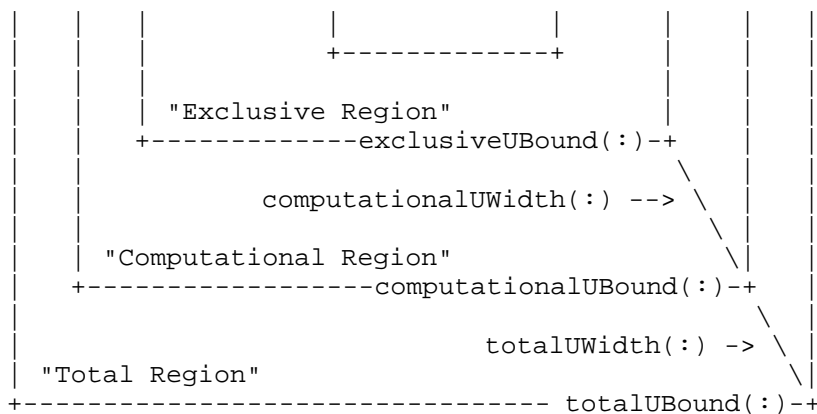 "Exclusive Region"
exclusiveUBound(:)
computationalUWidth(:) -->
"Computational Region"
computationalUBound(:)
totalUWidth(:) ->
"Total Region"
totalUBound(:)